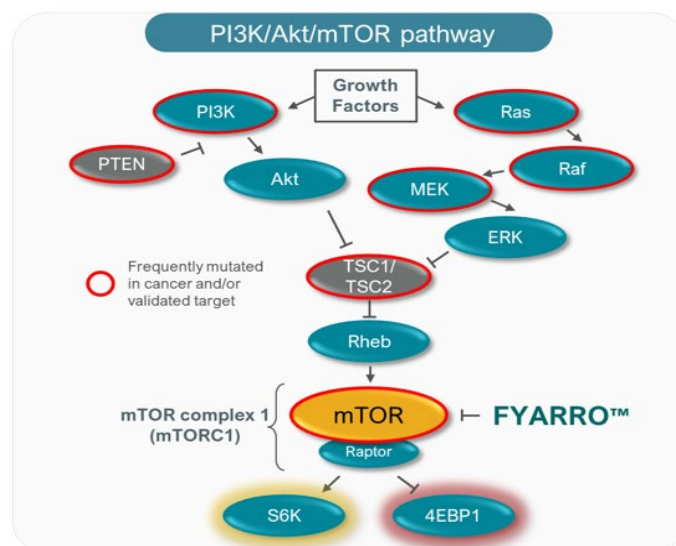 PI3K/Akt/mTOR pathway
Growth
Factors
PI3K
Ras
PTEN
Akt
MEK
Raf
ERK
Frequently mutated
in cancer and/or
validated target
TSC1/
TSC2
Rheb
mTOR complex 1
(mTORC1)
mTOR
FYARRO™
Raptor
S6K
4EBP1